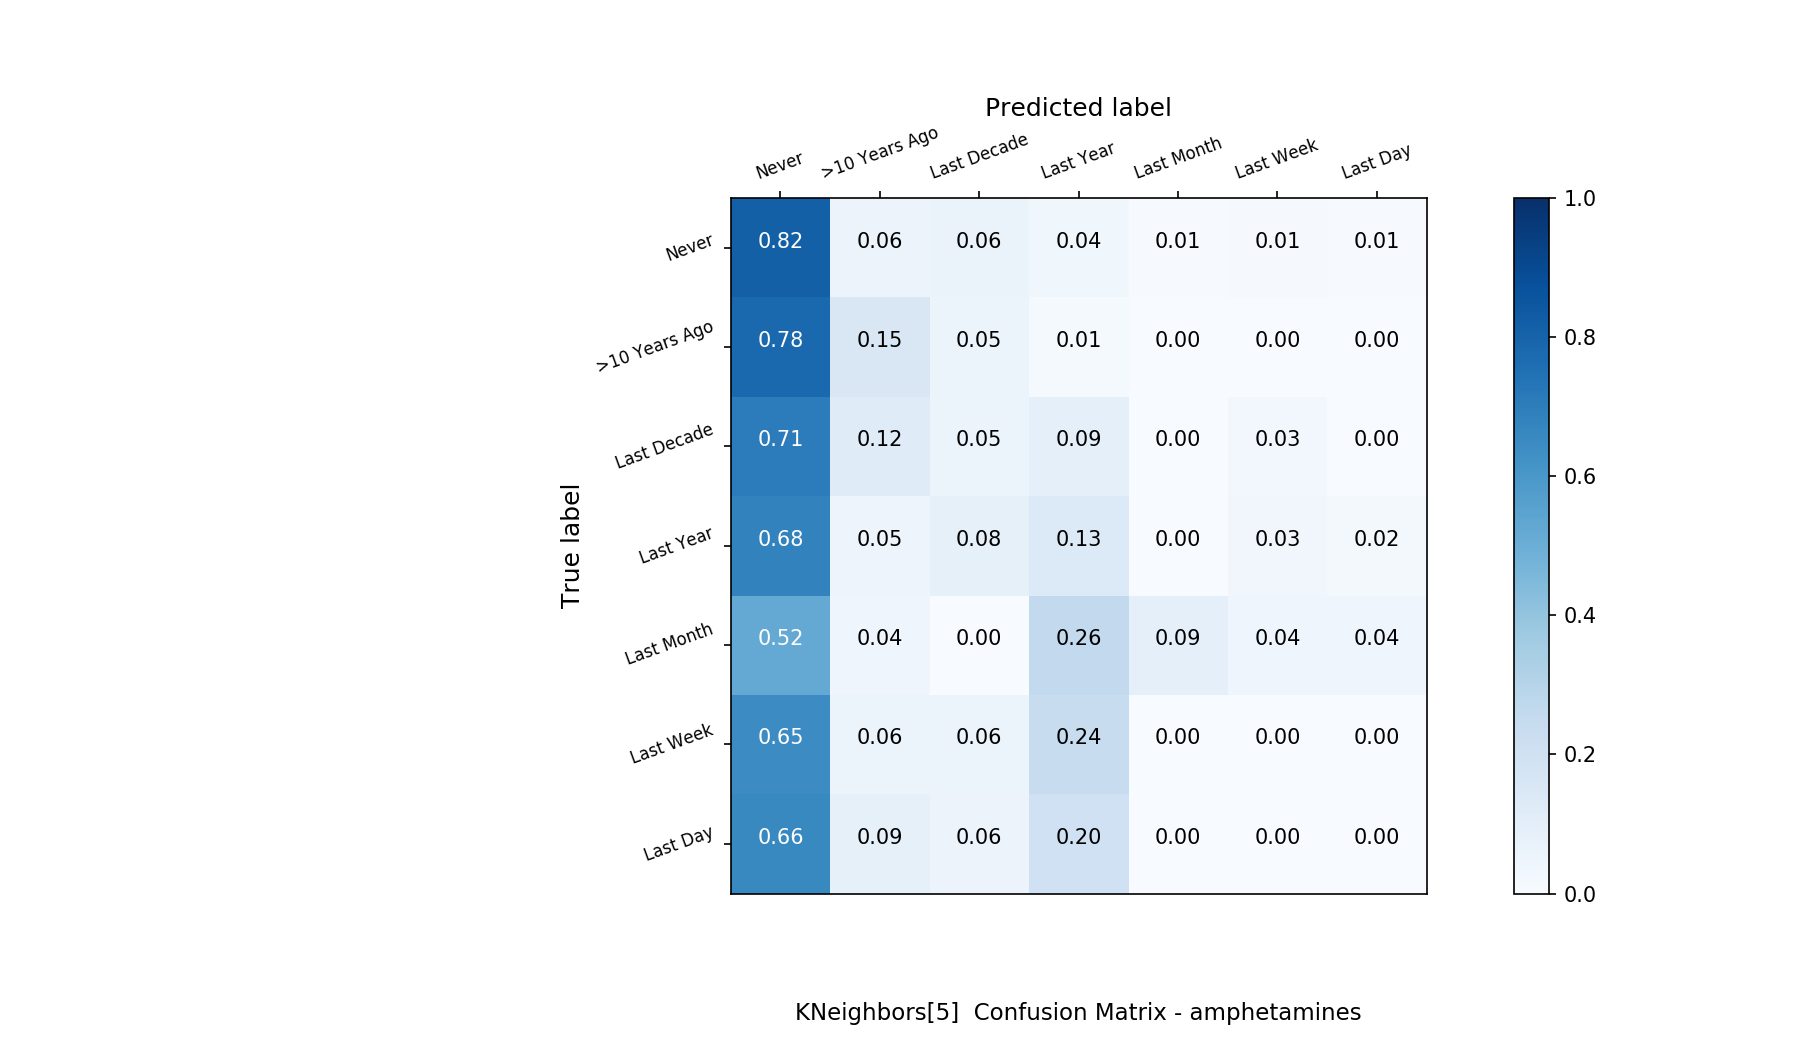 Predicted label
Never >10 Years Ago Last Decade Last Year Last Month Last Week Last Day
Never 0.82 0.06 0.06 0.04 0.01 0.01 0.01
>10 Years Ago 0.78 0.15 0.05 0.01 0.00 0.00 0.00
Last Decade 0.71 0.12 0.05 0.09 0.00 0.03 0.00
Last Year 0.68 0.05 0.08 0.13 0.00 0.03 0.02
Last Month 0.52 0.04 0.00 0.26 0.09 0.04 0.04
Last Week 0.65 0.06 0.06 0.24 0.00 0.00 0.00
Last Day 0.66 0.09 0.06 0.20 0.00 0.00 0.00
True label
1.0
0.8
0.6
0.4
0.2
0.0
KNeighbors[5]  Confusion Matrix - amphetamines